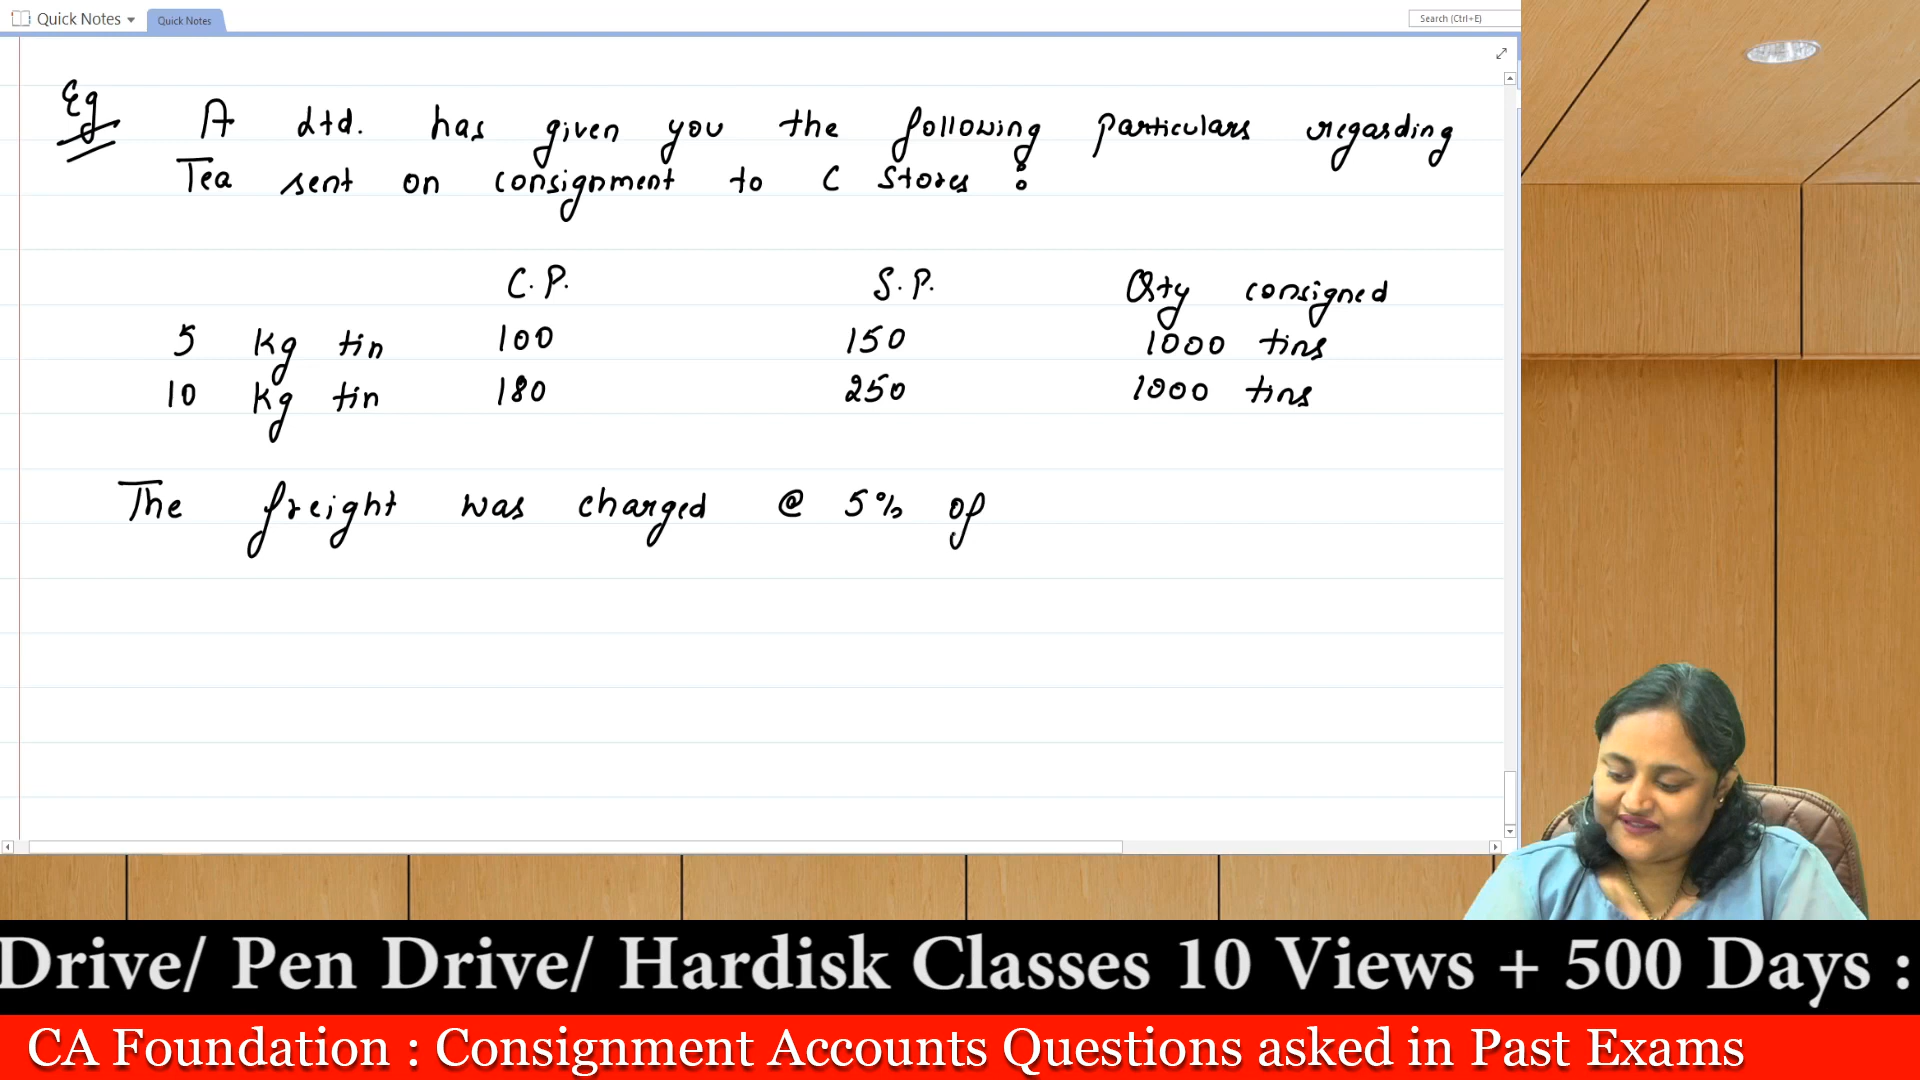 Quick Notes
Quick Notes
Search (Ctrl+E)
Eg A Ltd. has given you the following particulars regarding
Tea sent on consignment to C Stores :
C.P. S.P. Qty consigned
5 kg tin 100 150 1000 tins
10 kg tin 180 250 1000 tins
The freight was charged @ 5% of
Drive/ Pen Drive/ Hardisk Classes 10 Views + 500 Days :
CA Foundation : Consignment Accounts Questions asked in Past Exams